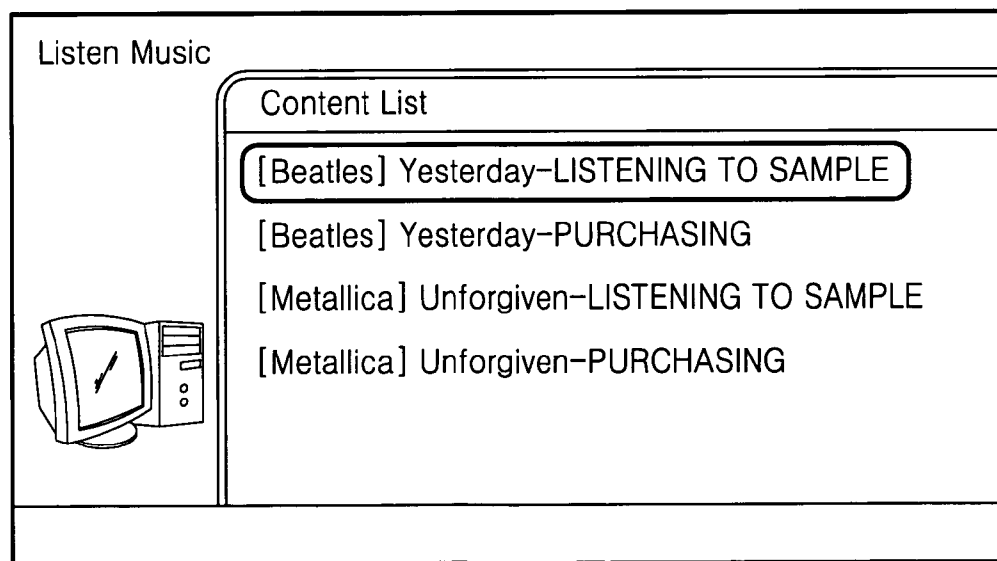 Listen Music
Content List
[Beatles] Yesterday-LISTENING TO SAMPLE
[Beatles] Yesterday-PURCHASING
[Metallica] Unforgiven-LISTENING TO SAMPLE
[Metallica] Unforgiven-PURCHASING